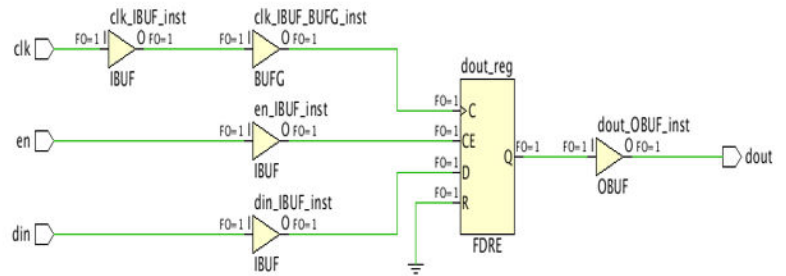 clk_IBUF_inst clk_IBUF_BUFG_inst
clk FO=1 I O FO=1 FO=1 I O FO=1
IBUF BUFG
dout_reg
en_IBUF_inst FO=1 C
en FO=1 I O FO=1 FO=1 CE
IBUF
dout_OBUF_inst
Q FO=1 FO=1 I O FO=1 dout
OBUF
FO=1 D
din_IBUF_inst FO=1 R
din FO=1 I O FO=1
IBUF
FDRE